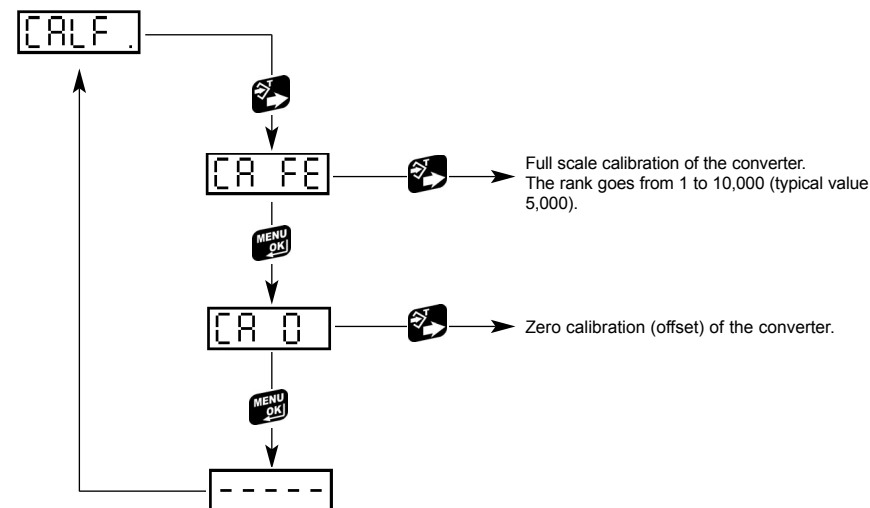 CALF.
T
CA FE
T
Full scale calibration of the converter.
The rank goes from 1 to 10,000 (typical value
5,000).
MENU
OK
CA 0
T
Zero calibration (offset) of the converter.
MENU
OK
-----